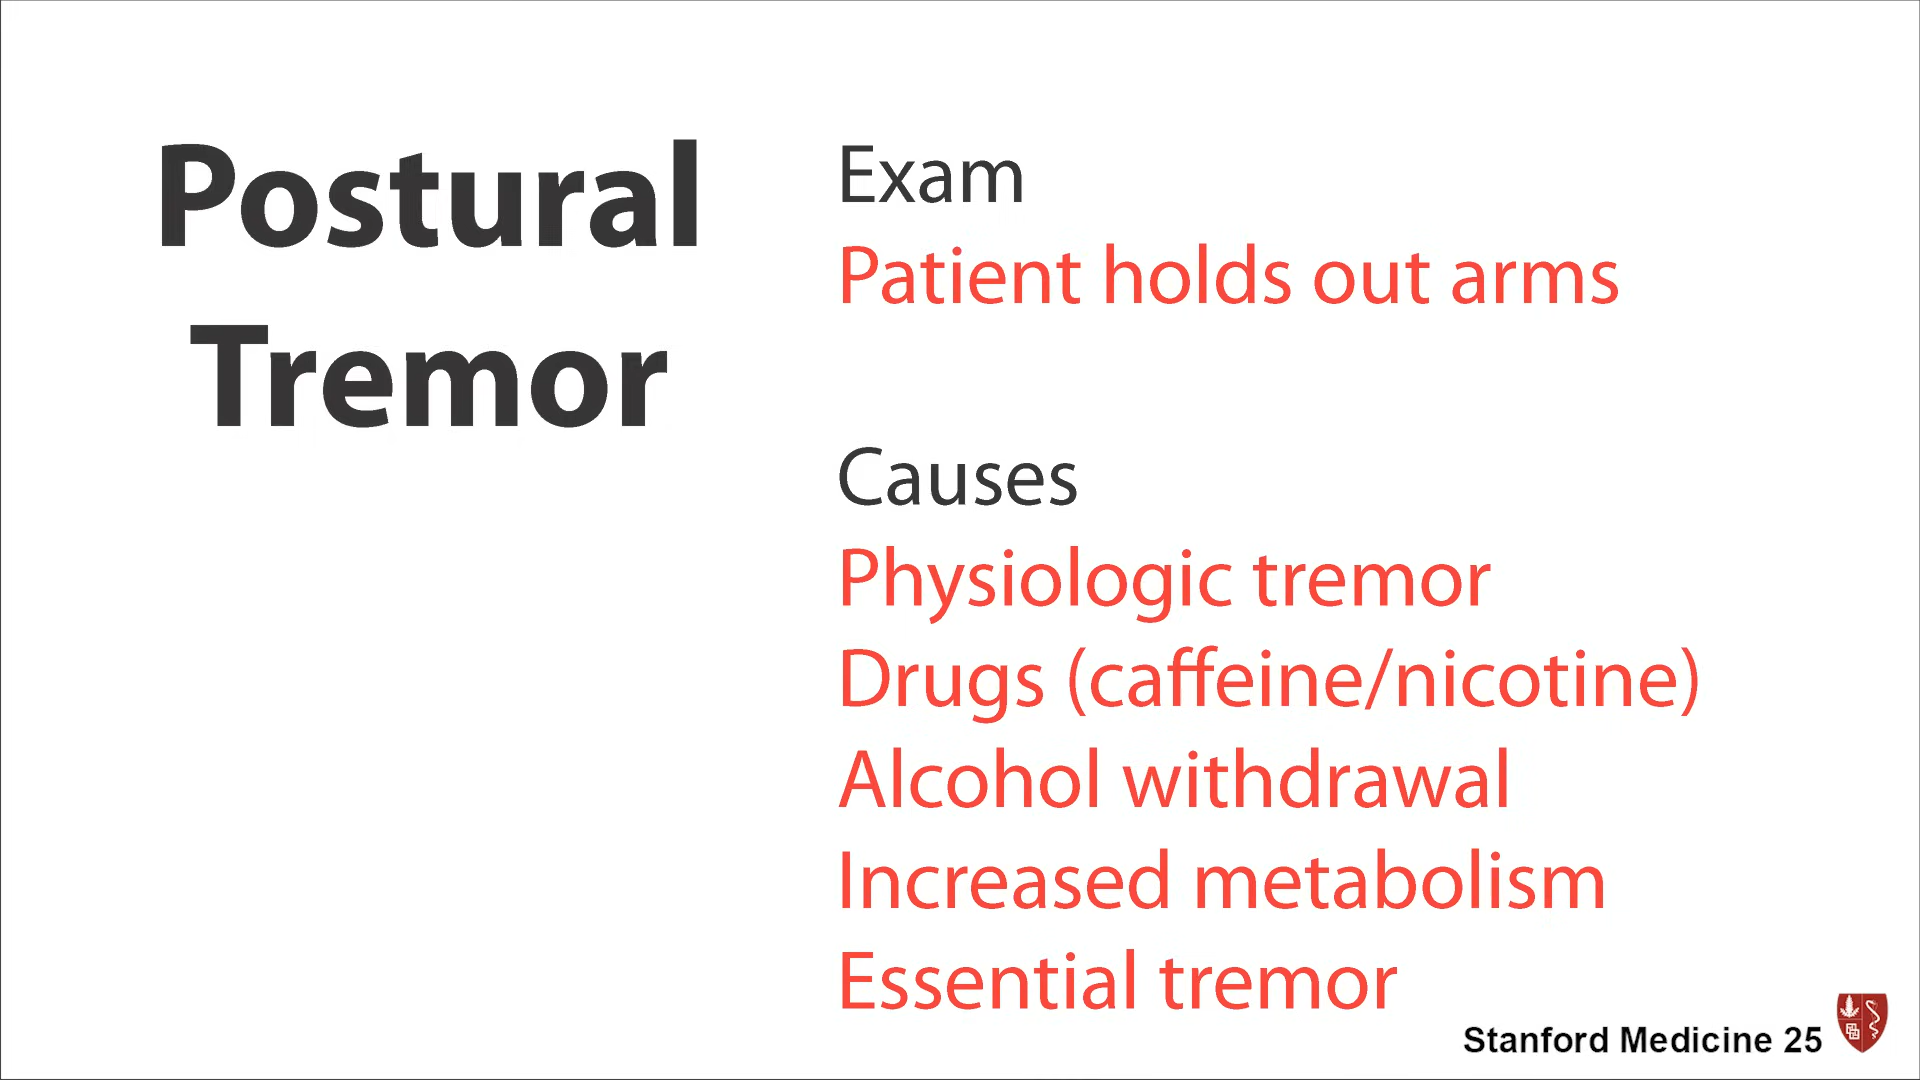 Postural
Tremor
Exam
Patient holds out arms
Causes
Physiologic tremor
Drugs (caffeine/nicotine)
Alcohol withdrawal
Increased metabolism
Essential tremor
Stanford Medicine 25